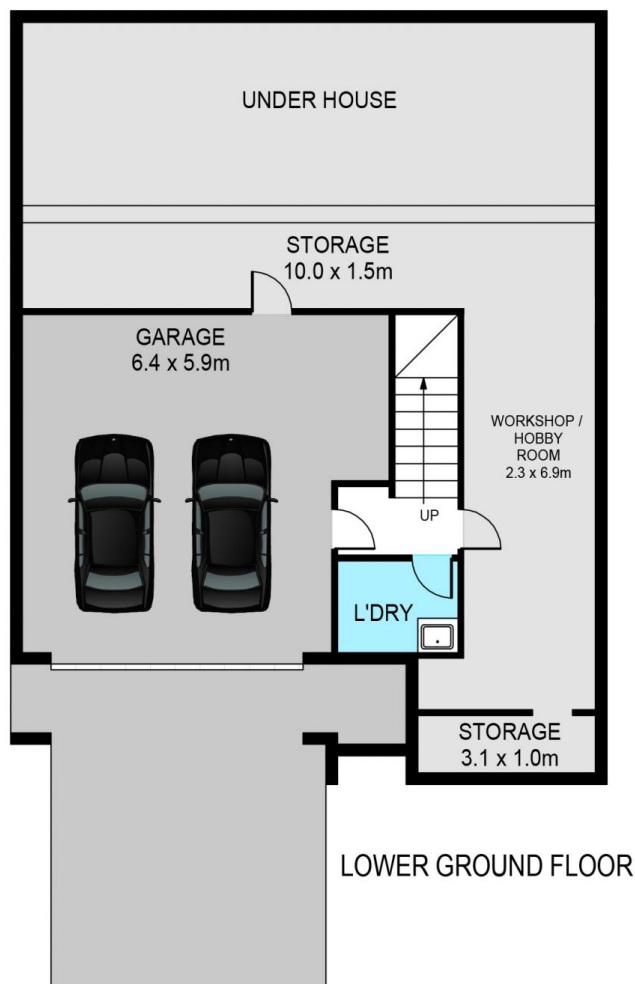 UNDER HOUSE
STORAGE
10.0 x 1.5m
GARAGE
6.4 x 5.9m
WORKSHOP /
HOBBY
ROOM
2.3 x 6.9m
UP
L'DRY
STORAGE
3.1 x 1.0m
LOWER GROUND FLOOR